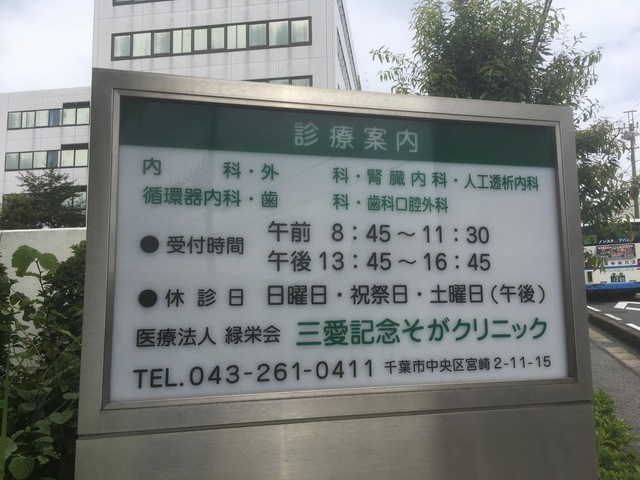 診療案内
内　　科・外　　科・腎臓内科・人工透析内科
循環器内科・歯　　科・歯科口腔外科
● 受付時間 午前 8：45～11：30
午後 13：45～16：45
● 休診日 日曜日・祝祭日・土曜日（午後）
医療法人 緑栄会 三愛記念そがクリニック
TEL. 043-261-0411 千葉市中央区宮崎 2-11-15